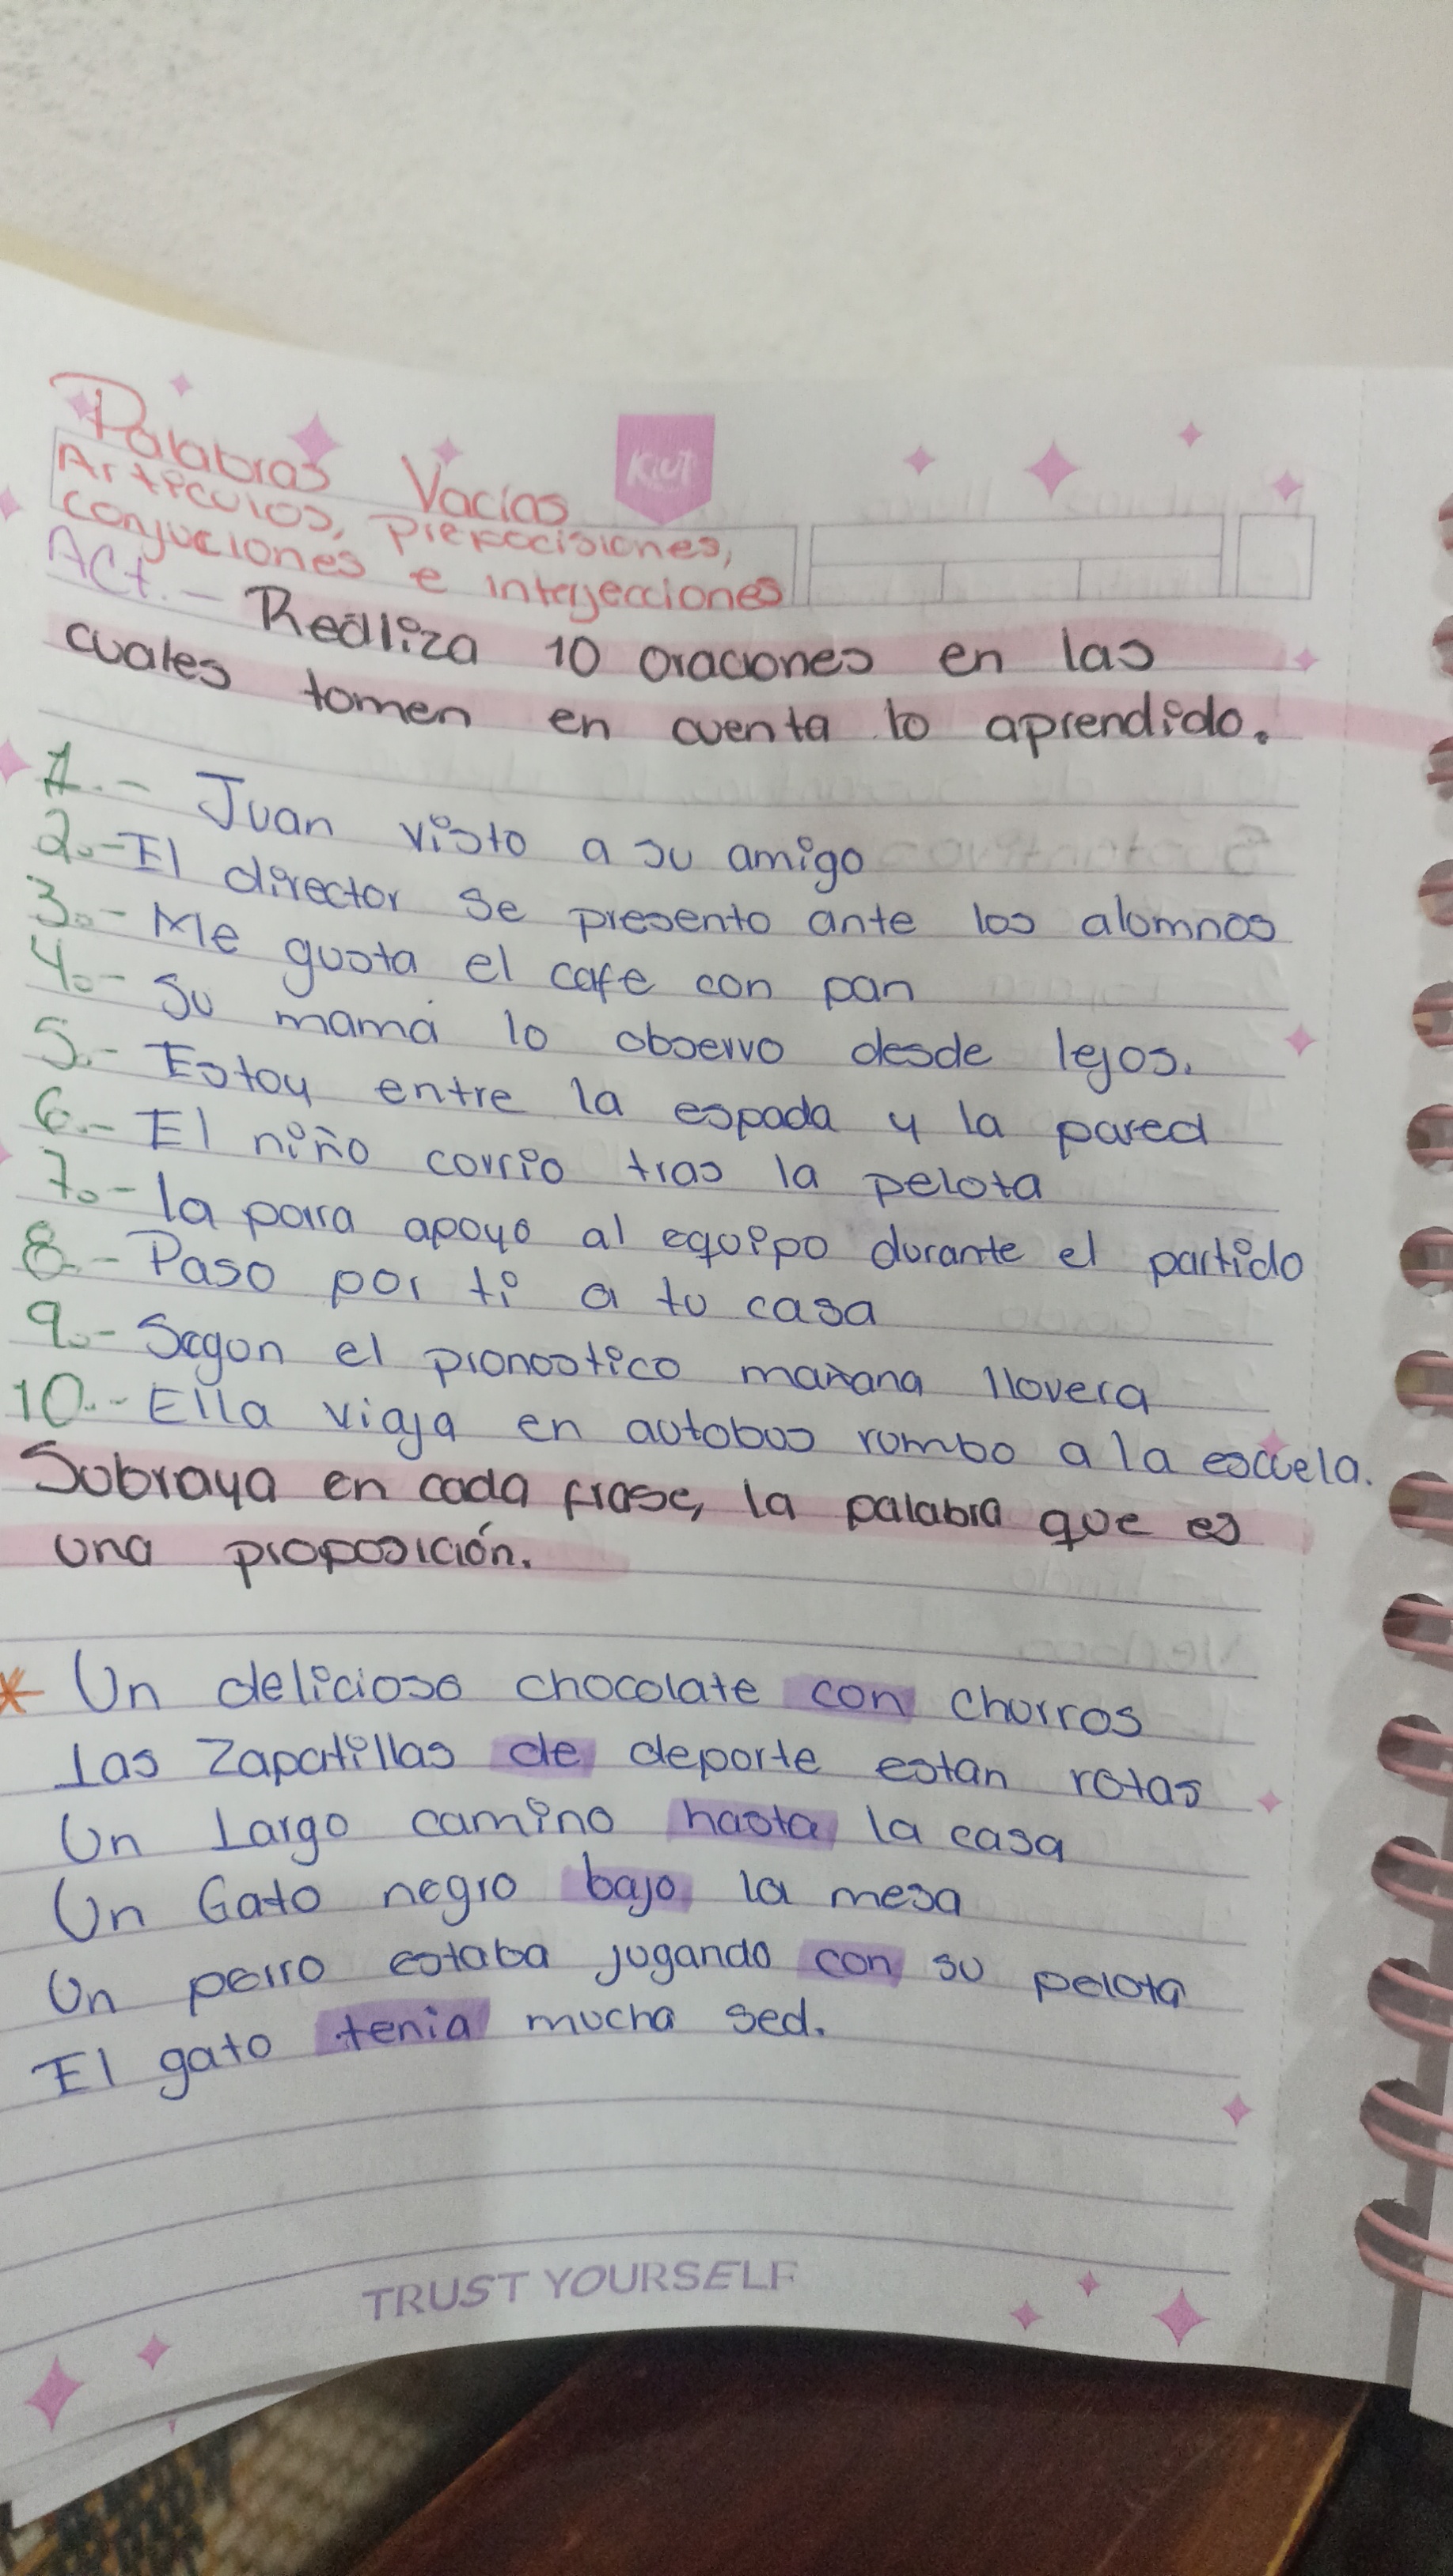 Palabras Vacías
KIUT
Artículos, prepocisiones,
conjuciones e interjecciones
Act.- Realiza 10 oraciones en las
cuales tomen en cuenta lo aprendido.
1.- Juan visto a su amigo
2.- El director se presento ante los alumnos
3.- Me gusta el cafe con pan
4.- Su mamá lo observo desde lejos.
5.- Estoy entre la espada y la pared
6.- El niño corrio tras la pelota
7.- la porra apoyo al equipo durante el partido
8.- Paso por ti a tu casa
9.- Segun el pronostico mañana llovera
10.- Ella viaja en autobus rumbo a la escuela.
Subraya en cada frase, la palabra que es
una proposición.
* Un delicioso chocolate con churros
Las zapatillas de deporte estan rotas
Un Largo camino hasta la casa
Un Gato negro bajo la mesa
Un perro estaba jugando con su pelota
El gato tenia mucha sed.
TRUST YOURSELF